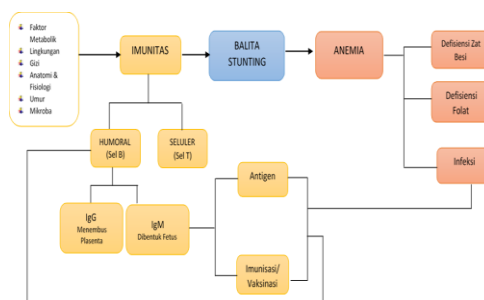 Faktor
Metabolik
Lingkungan
Gizi
Anatomi &
Fisiologi
Umur
Mikroba
IMUNITAS
BALITA
STUNTING
ANEMIA
Defisiensi Zat
Besi
Defisiensi
Folat
Infeksi
HUMORAL
(Sel B)
SELULER
(Sel T)
IgG
Menembus
Plasenta
IgM
Dibentuk Fetus
Antigen
Imunisasi/
Vaksinasi